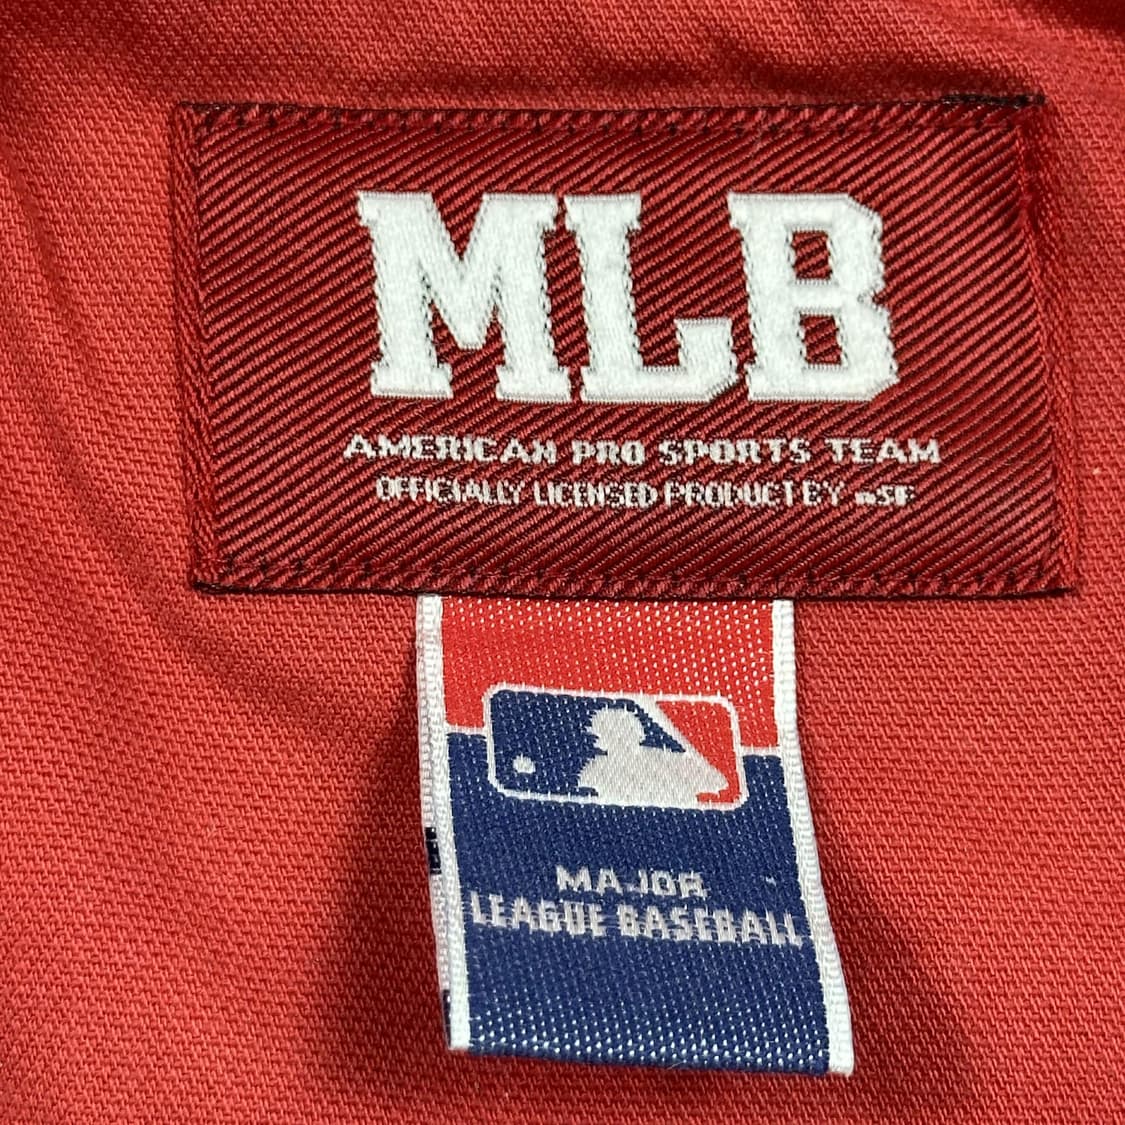 MLB
AMERICAN PRO SPORTS TEAM
OFFICIALLY LICENSED PRODUCT BY
MAJOR
LEAGUE BASEBALL